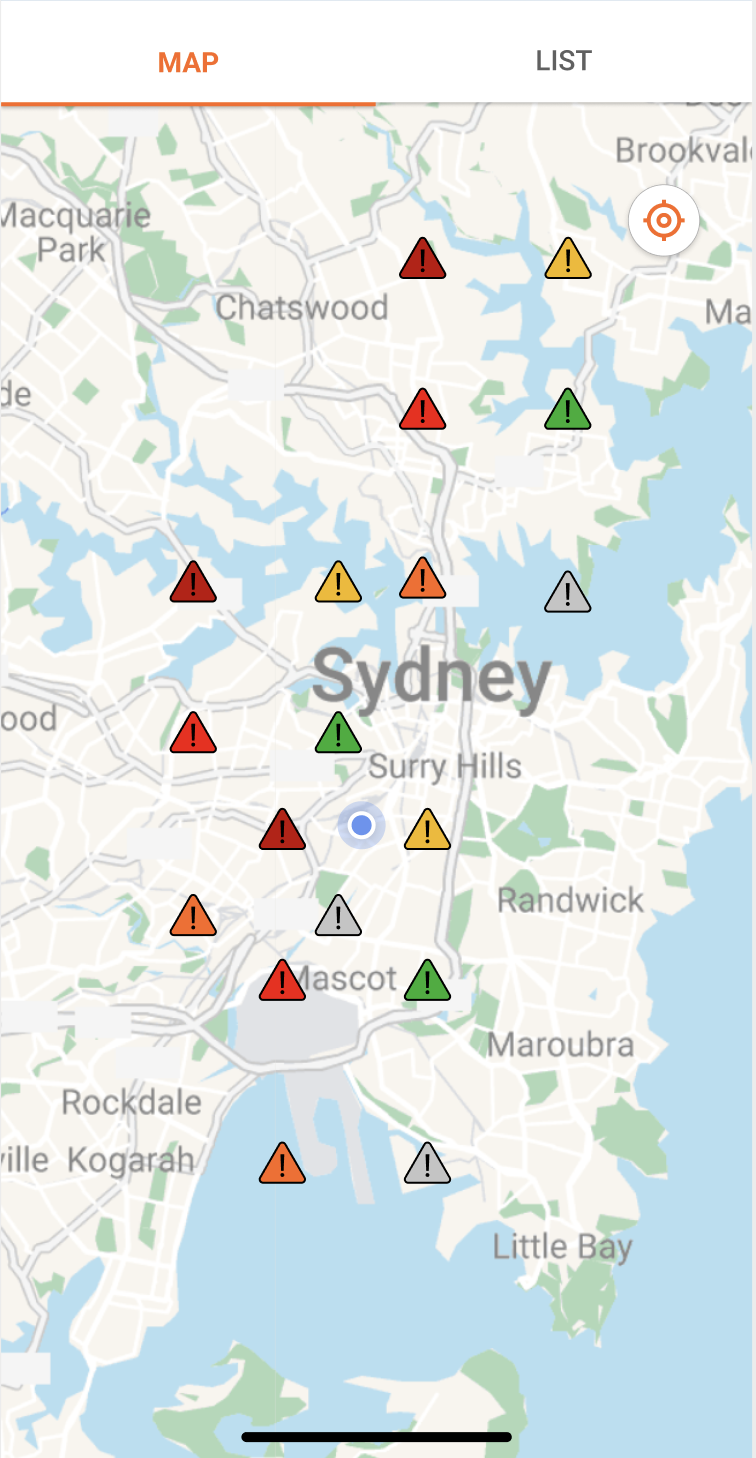 MAP
LIST
Brookval
Macquarie
Park
Chatswood
Ma
de
Sydney
ood
Surry Hills
Randwick
Mascot
Maroubra
Rockdale
ville
Kogarah
Little Bay